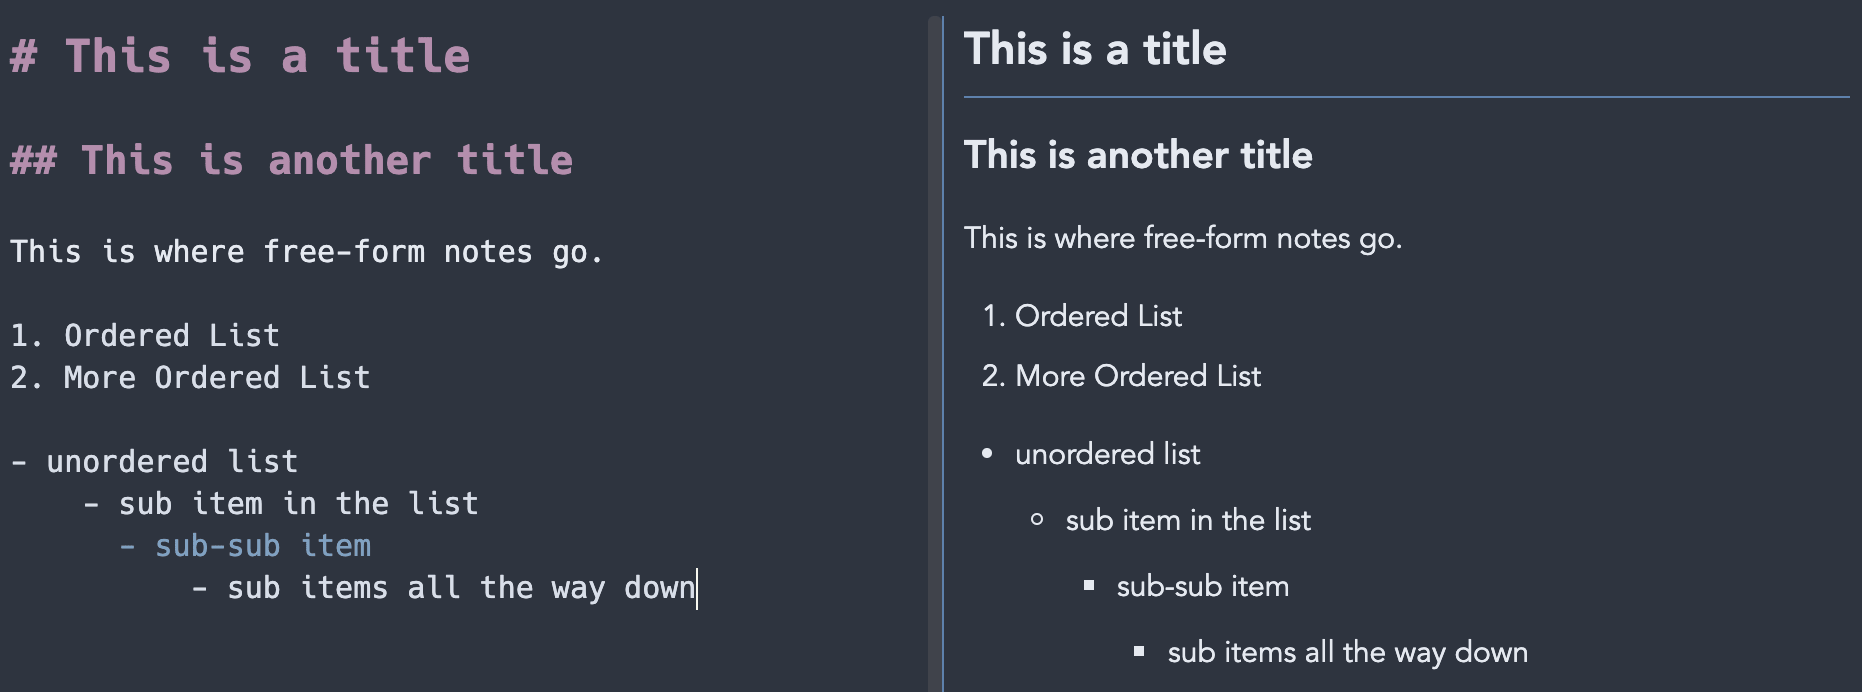 # This is a title
## This is another title
This is where free-form notes go.
1. Ordered List
2. More Ordered List
- unordered list
- sub item in the list
- sub-sub item
- sub items all the way down
This is a title
This is another title
This is where free-form notes go.
1. Ordered List
2. More Ordered List
• unordered list
○ sub item in the list
▪ sub-sub item
▪ sub items all the way down